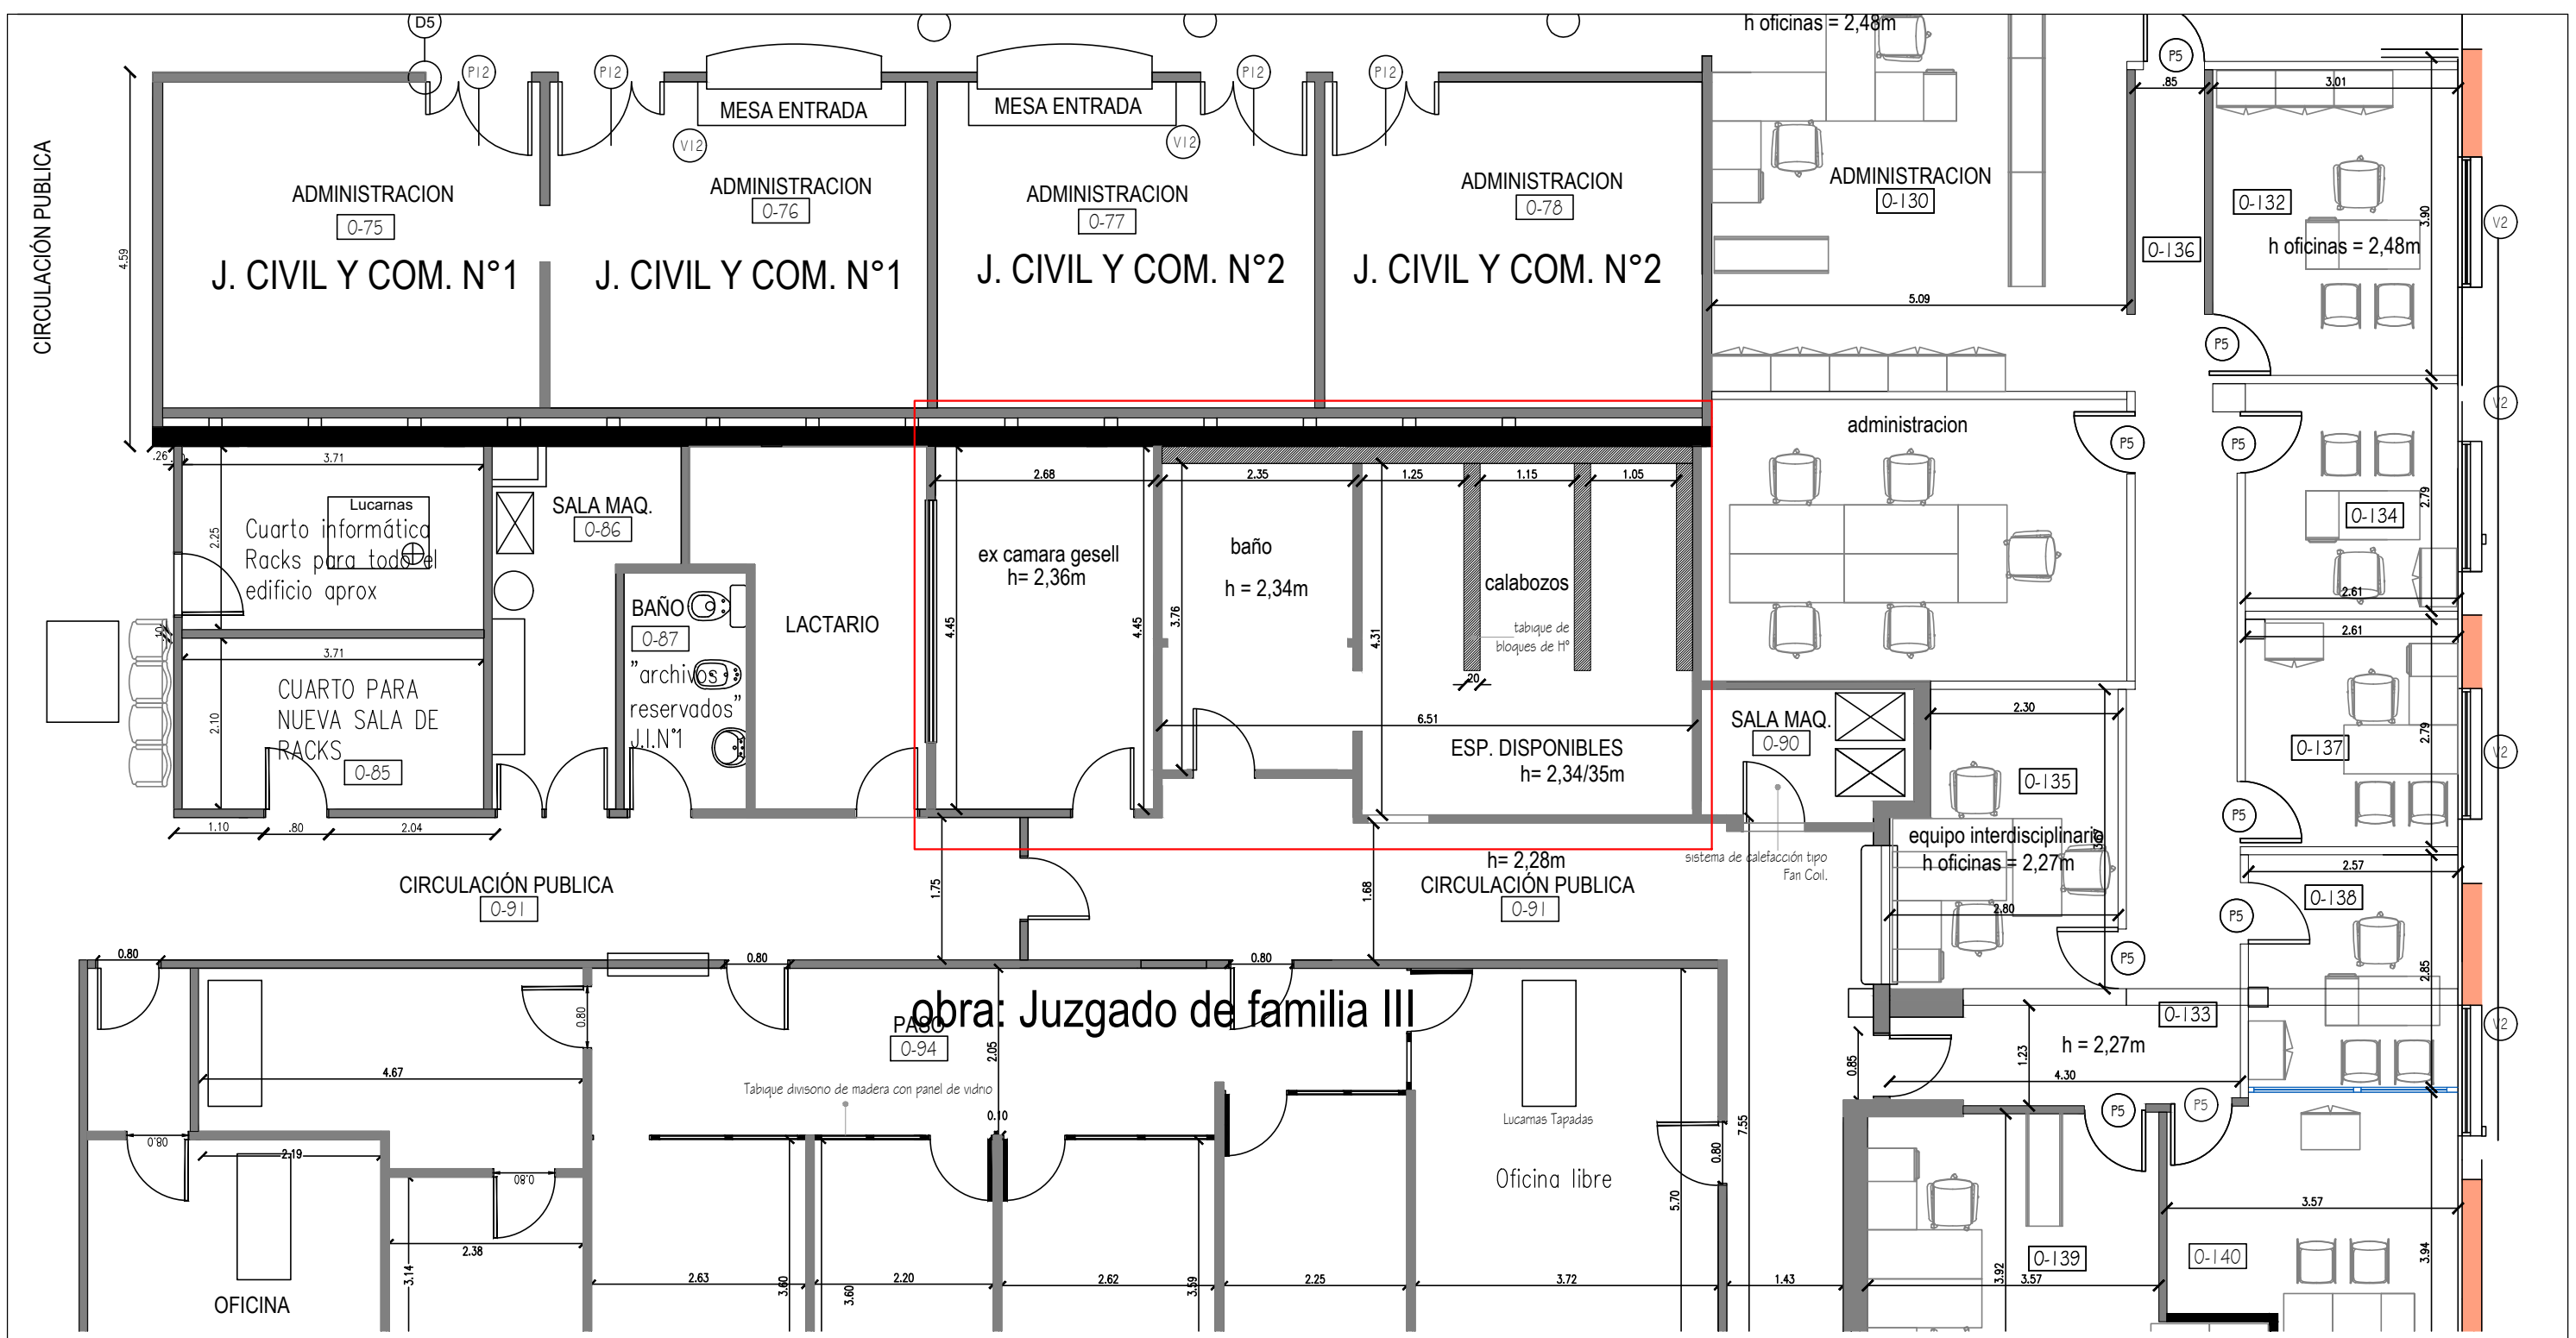 D5
h oficinas = 2,48m
P12
P12
P12
P12
P5
MESA ENTRADA
MESA ENTRADA
.85
3.01
V12
V12
CIRCULACIÓN PUBLICA
4.59
ADMINISTRACION
0-75
ADMINISTRACION
0-76
ADMINISTRACION
0-77
ADMINISTRACION
0-78
ADMINISTRACION
0-130
0-132
3.90
V2
0-136
h oficinas = 2,48m
J. CIVIL Y COM. N°1
J. CIVIL Y COM. N°1
J. CIVIL Y COM. N°2
J. CIVIL Y COM. N°2
5.09
P5
V2
administracion
P5
P5
.26
3.71
2.68
2.35
1.25
1.15
1.05
Lucarnas
Cuarto informática
Racks para todo el
edificio aprox
2.25
SALA MAQ.
0-86
ex camara gesell
h= 2,36m
baño
h = 2,34m
calabozos
tabique de
bloques de Hº
0-134
2.79
2.61
.10
3.71
BAÑO
0-87
"archivos
reservados"
J.I.N°1
LACTARIO
4.45
4.45
3.76
4.31
.20
2.61
CUARTO PARA
NUEVA SALA DE
RACKS
0-85
2.10
6.51
ESP. DISPONIBLES
h= 2,34/35m
SALA MAQ.
0-90
2.30
0-135
0-137
2.79
V2
1.10
.80
2.04
P5
equipo interdisciplinario
h oficinas = 2,27m
h= 2,28m
CIRCULACIÓN PUBLICA
0-91
1.75
1.68
CIRCULACIÓN PUBLICA
0-91
sistema de calefacción tipo
Fan Coil.
2.80
2.57
0-138
P5
0.80
0.80
0.80
P5
2.85
obra: Juzgado de familia III
PASO
0-94
0.80
2.05
0-133
V2
h = 2,27m
0.85
1.23
4.67
4.30
Tabique divisorio de madera con panel de vidrio
0.10
Lucarnas Tapadas
7.55
P5
P5
0.80
2.19
0.80
0.80
Oficina libre
5.70
3.57
2.38
3.14
OFICINA
2.63
3.60
2.20
3.60
2.62
3.59
2.25
3.72
1.43
3.92
0-139
3.57
0-140
3.94